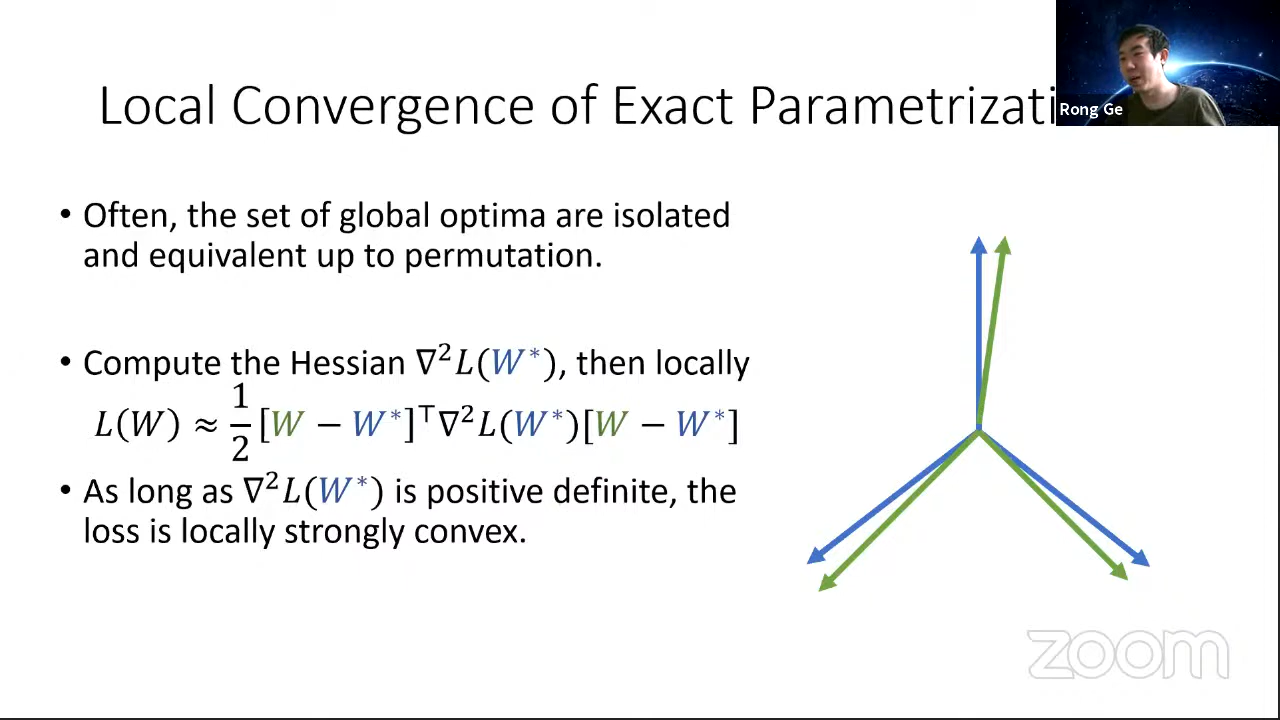 Local Convergence of Exact Parametrizati
Rong Ge
• Often, the set of global optima are isolated
and equivalent up to permutation.
• Compute the Hessian ∇²L(W*), then locally
L(W) ≈ 1/2 [W − W*]⊤∇²L(W*)[W − W*]
• As long as ∇²L(W*) is positive definite, the
loss is locally strongly convex.
zoom